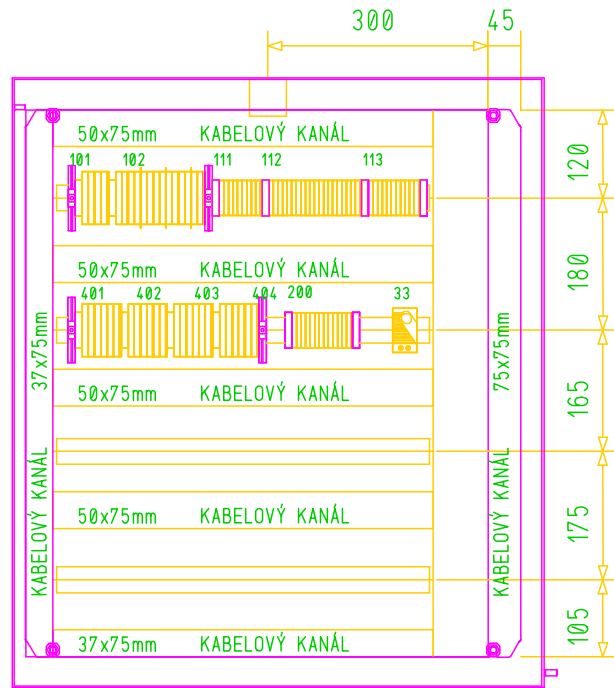 300 45
50x75mm KABELOVÝ KANÁL
101 102 111 112 113
120
50x75mm KABELOVÝ KANÁL
180
401 402 403 404 200 33
37x75mm KABELOVÝ KANÁL
75x75mm KABELOVÝ KANÁL
50x75mm KABELOVÝ KANÁL
165
50x75mm KABELOVÝ KANÁL
175
37x75mm KABELOVÝ KANÁL
105